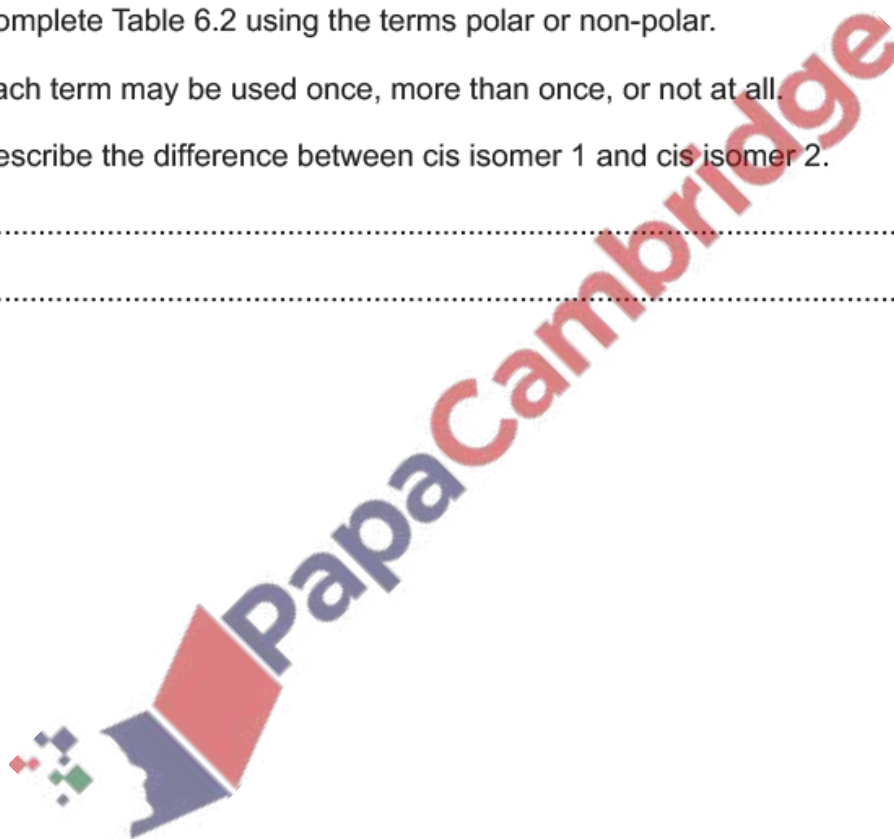 omplete Table 6.2 using the terms polar or non-polar.
ach term may be used once, more than once, or not at all.
escribe the difference between cis isomer 1 and cis isomer 2.
....................................................................................................
....................................................................................................
PapaCambridge